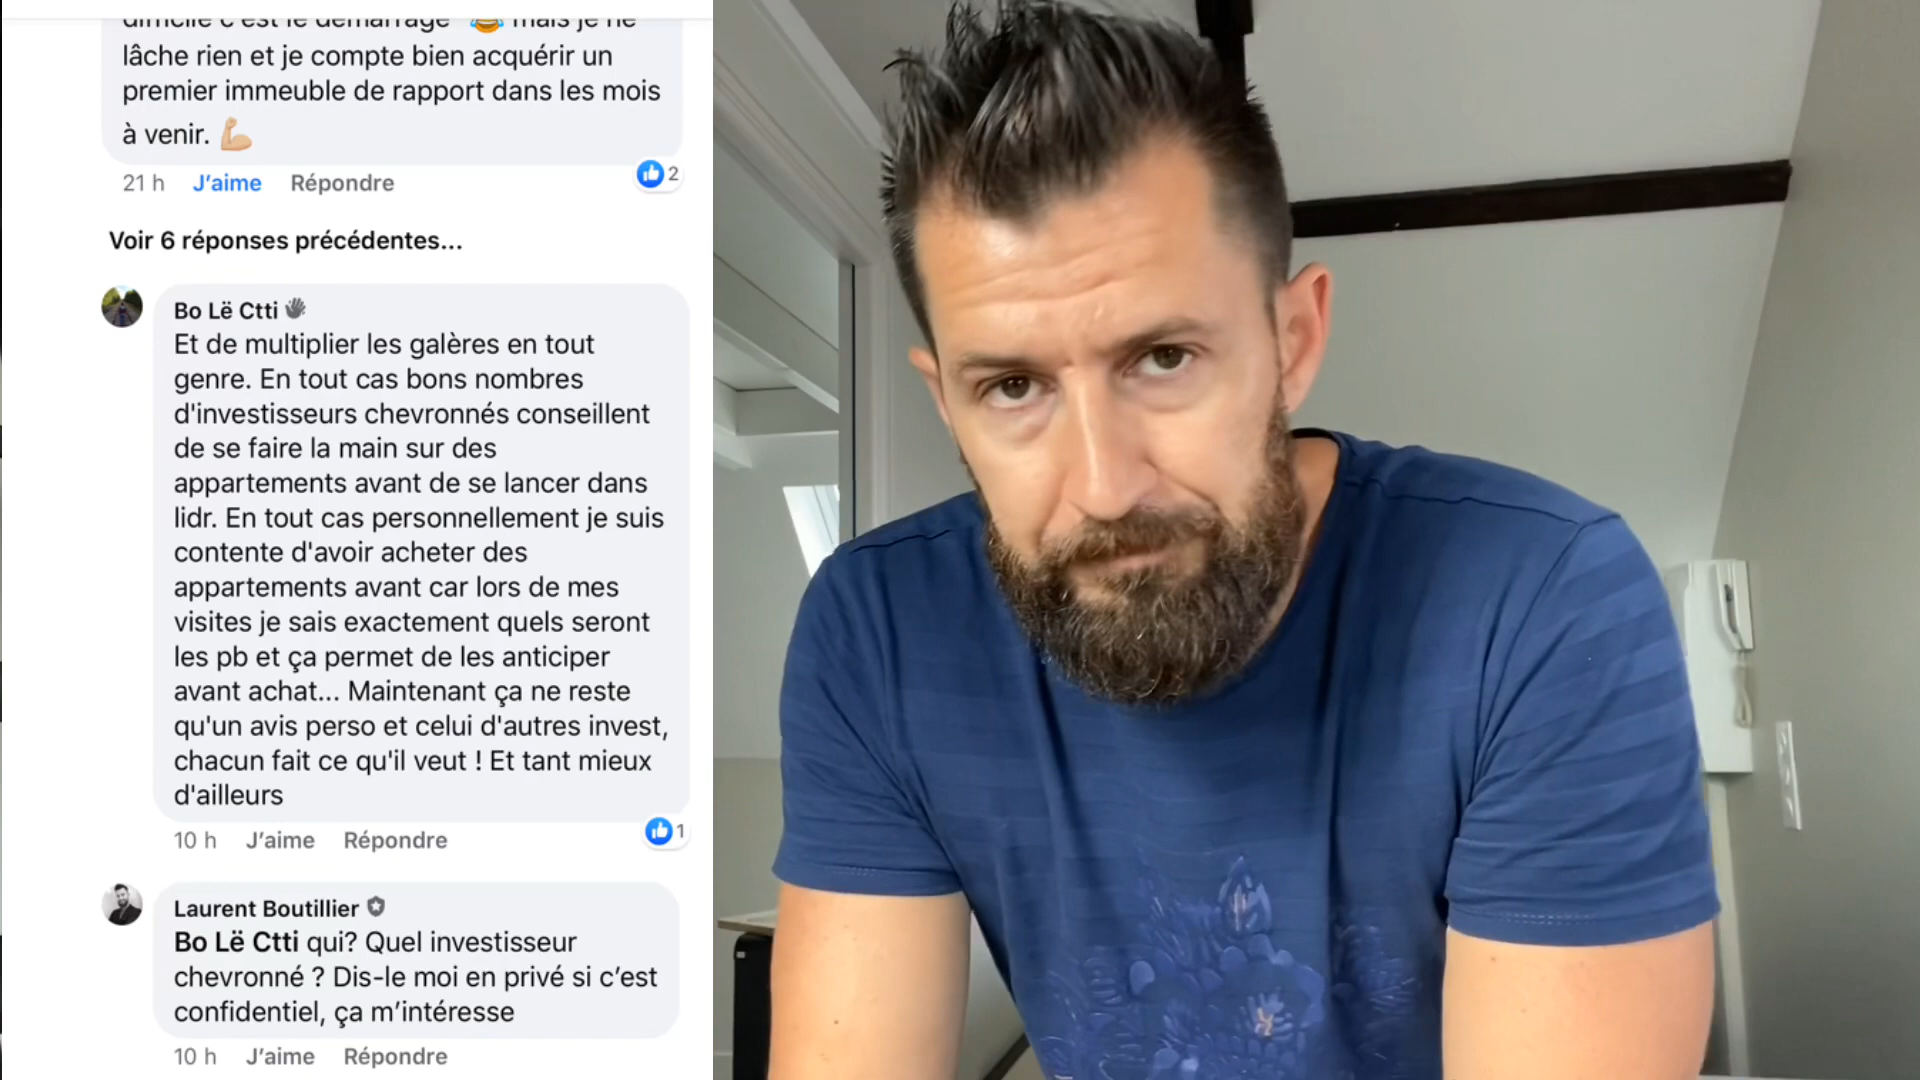 difficile c'est le démarrage" 😂 mais je ne
lâche rien et je compte bien acquérir un
premier immeuble de rapport dans les mois
à venir. 💪🏼
21 h J'aime Répondre 2
Voir 6 réponses précédentes...
Bo Lë Ctti
Et de multiplier les galères en tout
genre. En tout cas bons nombres
d'investisseurs chevronnés conseillent
de se faire la main sur des
appartements avant de se lancer dans
lidr. En tout cas personnellement je suis
contente d'avoir acheter des
appartements avant car lors de mes
visites je sais exactement quels seront
les pb et ça permet de les anticiper
avant achat... Maintenant ça ne reste
qu'un avis perso et celui d'autres invest,
chacun fait ce qu'il veut ! Et tant mieux
d'ailleurs
10 h J'aime Répondre 1
Laurent Boutillier
Bo Lë Ctti qui? Quel investisseur
chevronné ? Dis-le moi en privé si c'est
confidentiel, ça m'intéresse
10 h J'aime Répondre